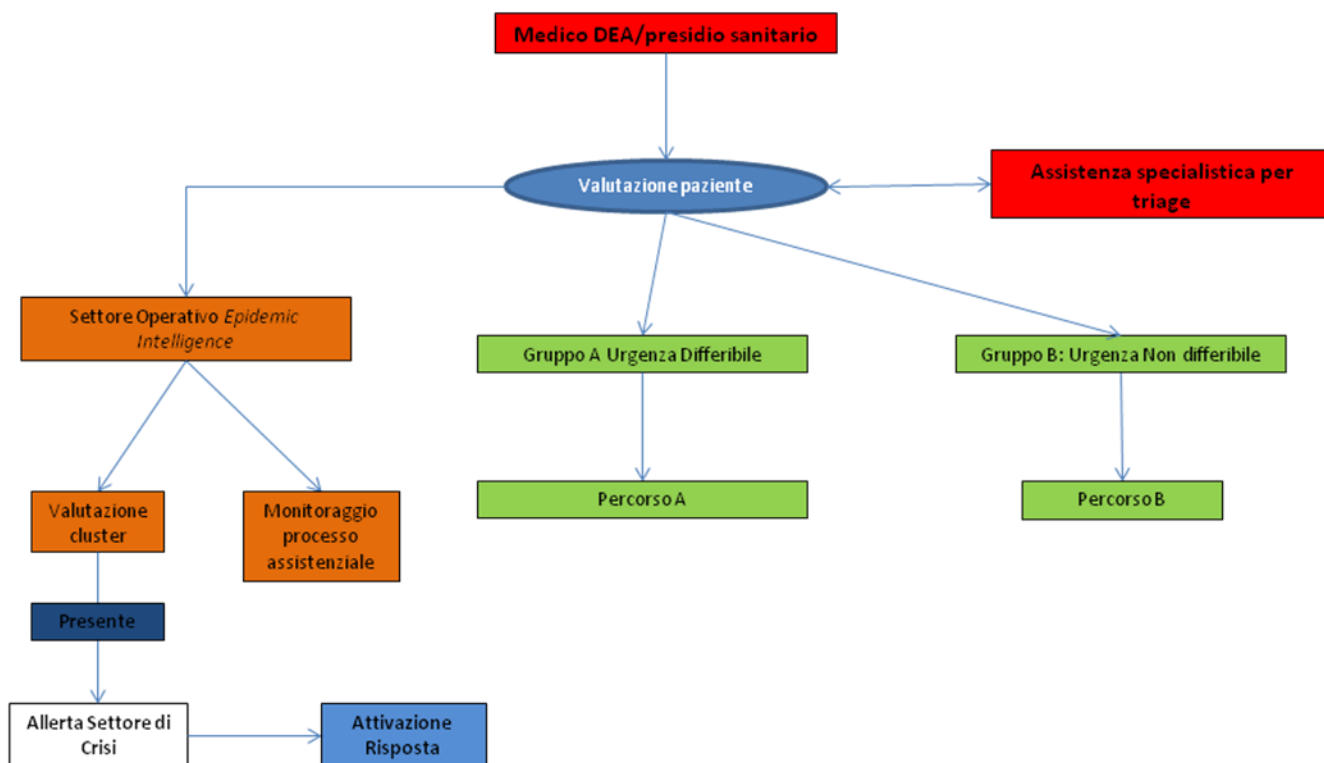 Medico DEA/presidio sanitario
Valutazione paziente
Assistenza specialistica per
triage
Settore Operativo Epidemic
Intelligence
Gruppo A Urgenza Differibile
Gruppo B: Urgenza Non differibile
Valutazione
cluster
Monitoraggio
processo
assistenziale
Percorso A
Percorso B
Presente
Allerta Settore di
Crisi
Attivazione
Risposta